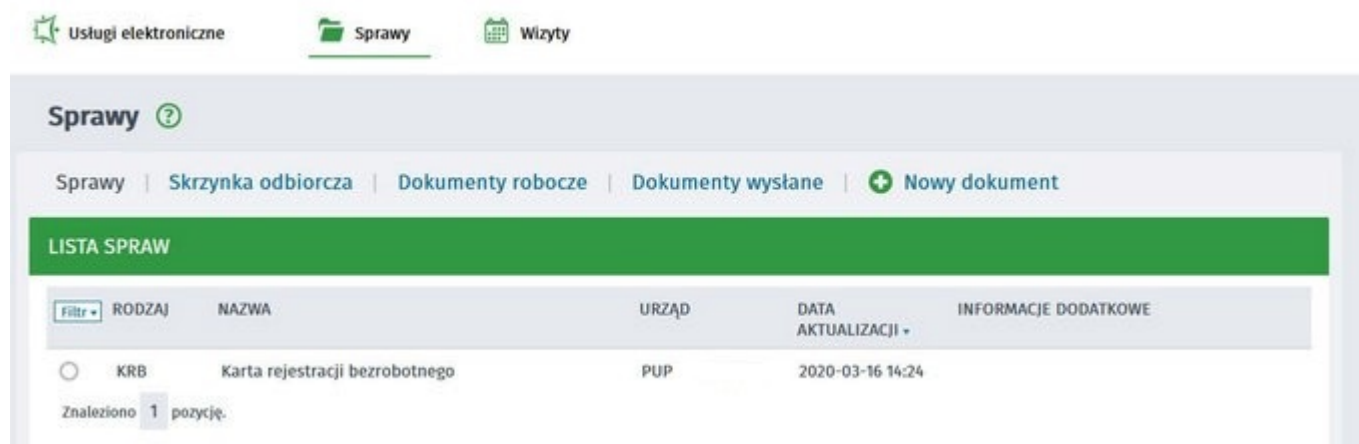 Usługi elektroniczne Sprawy Wizyty
Sprawy ?
Sprawy | Skrzynka odbiorcza | Dokumenty robocze | Dokumenty wysłane | Nowy dokument
LISTA SPRAW
Filtr RODZAJ NAZWA URZĄD DATA AKTUALIZACJI INFORMACJE DODATKOWE
KRB Karta rejestracji bezrobotnego PUP 2020-03-16 14:24
Znaleziono 1 pozycję.